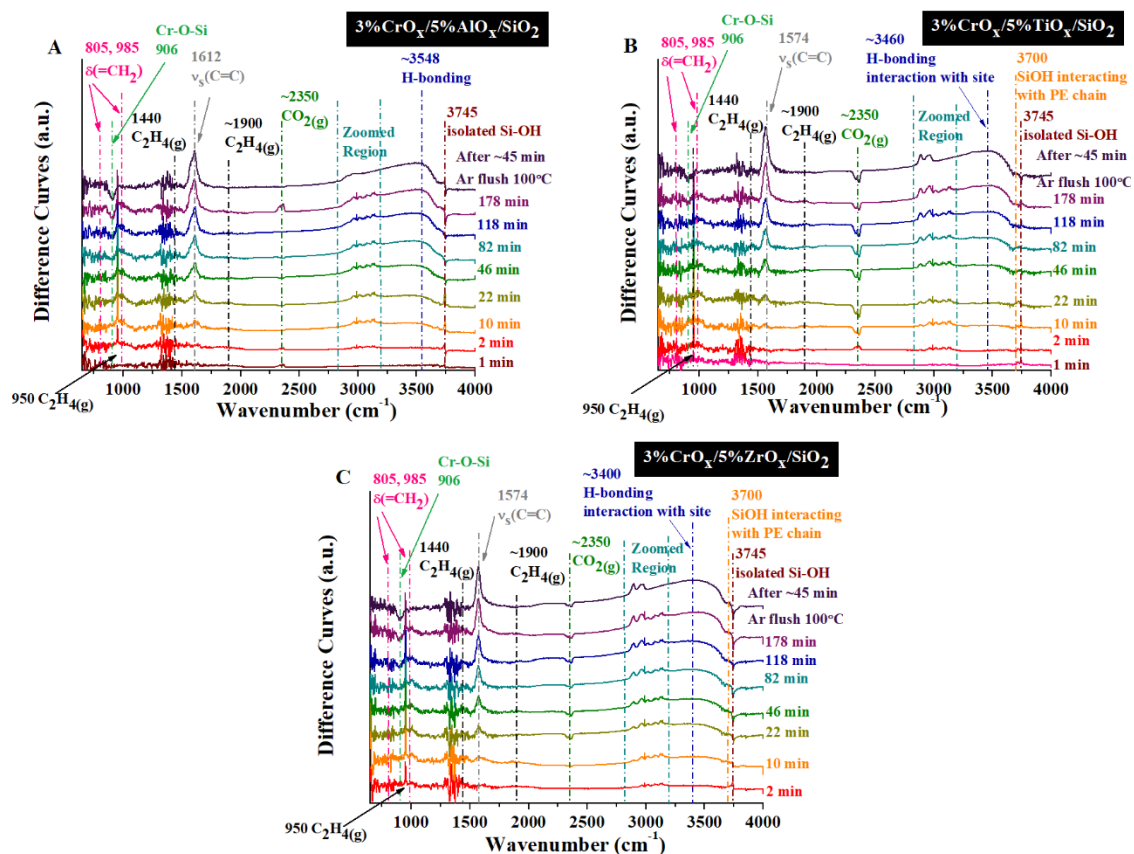 A
3%CrOₓ/5%AlOₓ/SiO₂
Cr-O-Si
906
805, 985
δ(=CH₂)
1612
νₛ(C=C)
~3548
H-bonding
1440
C₂H₄(g)
~1900
C₂H₄(g)
~2350
CO₂(g)
Zoomed
Region
3745
isolated Si-OH
After ~45 min
Ar flush 100°C
178 min
118 min
82 min
46 min
22 min
10 min
2 min
1 min
Difference Curves (a.u.)
1000 1500 2000 2500 3000 3500 4000
Wavenumber (cm⁻¹)
950 C₂H₄(g)
B
3%CrOₓ/5%TiOₓ/SiO₂
Cr-O-Si
906
805, 985
δ(=CH₂)
1574
νₛ(C=C)
~3460
H-bonding
interaction with site
3700
SiOH interacting
with PE chain
1440
C₂H₄(g)
~1900
C₂H₄(g)
~2350
CO₂(g)
Zoomed
Region
3745
isolated Si-OH
After ~45 min
Ar flush 100°C
178 min
118 min
82 min
46 min
22 min
10 min
2 min
1 min
Difference Curves (a.u.)
1000 1500 2000 2500 3000 3500 4000
Wavenumber (cm⁻¹)
950 C₂H₄(g)
C
3%CrOₓ/5%ZrOₓ/SiO₂
Cr-O-Si
906
805, 985
δ(=CH₂)
1574
νₛ(C=C)
~3400
H-bonding
interaction with site
3700
SiOH interacting
with PE chain
1440
C₂H₄(g)
~1900
C₂H₄(g)
~2350
CO₂(g)
Zoomed
Region
3745
isolated Si-OH
After ~45 min
Ar flush 100°C
178 min
118 min
82 min
46 min
22 min
10 min
2 min
Difference Curves (a.u.)
1000 1500 2000 2500 3000 3500 4000
Wavenumber (cm⁻¹)
950 C₂H₄(g)